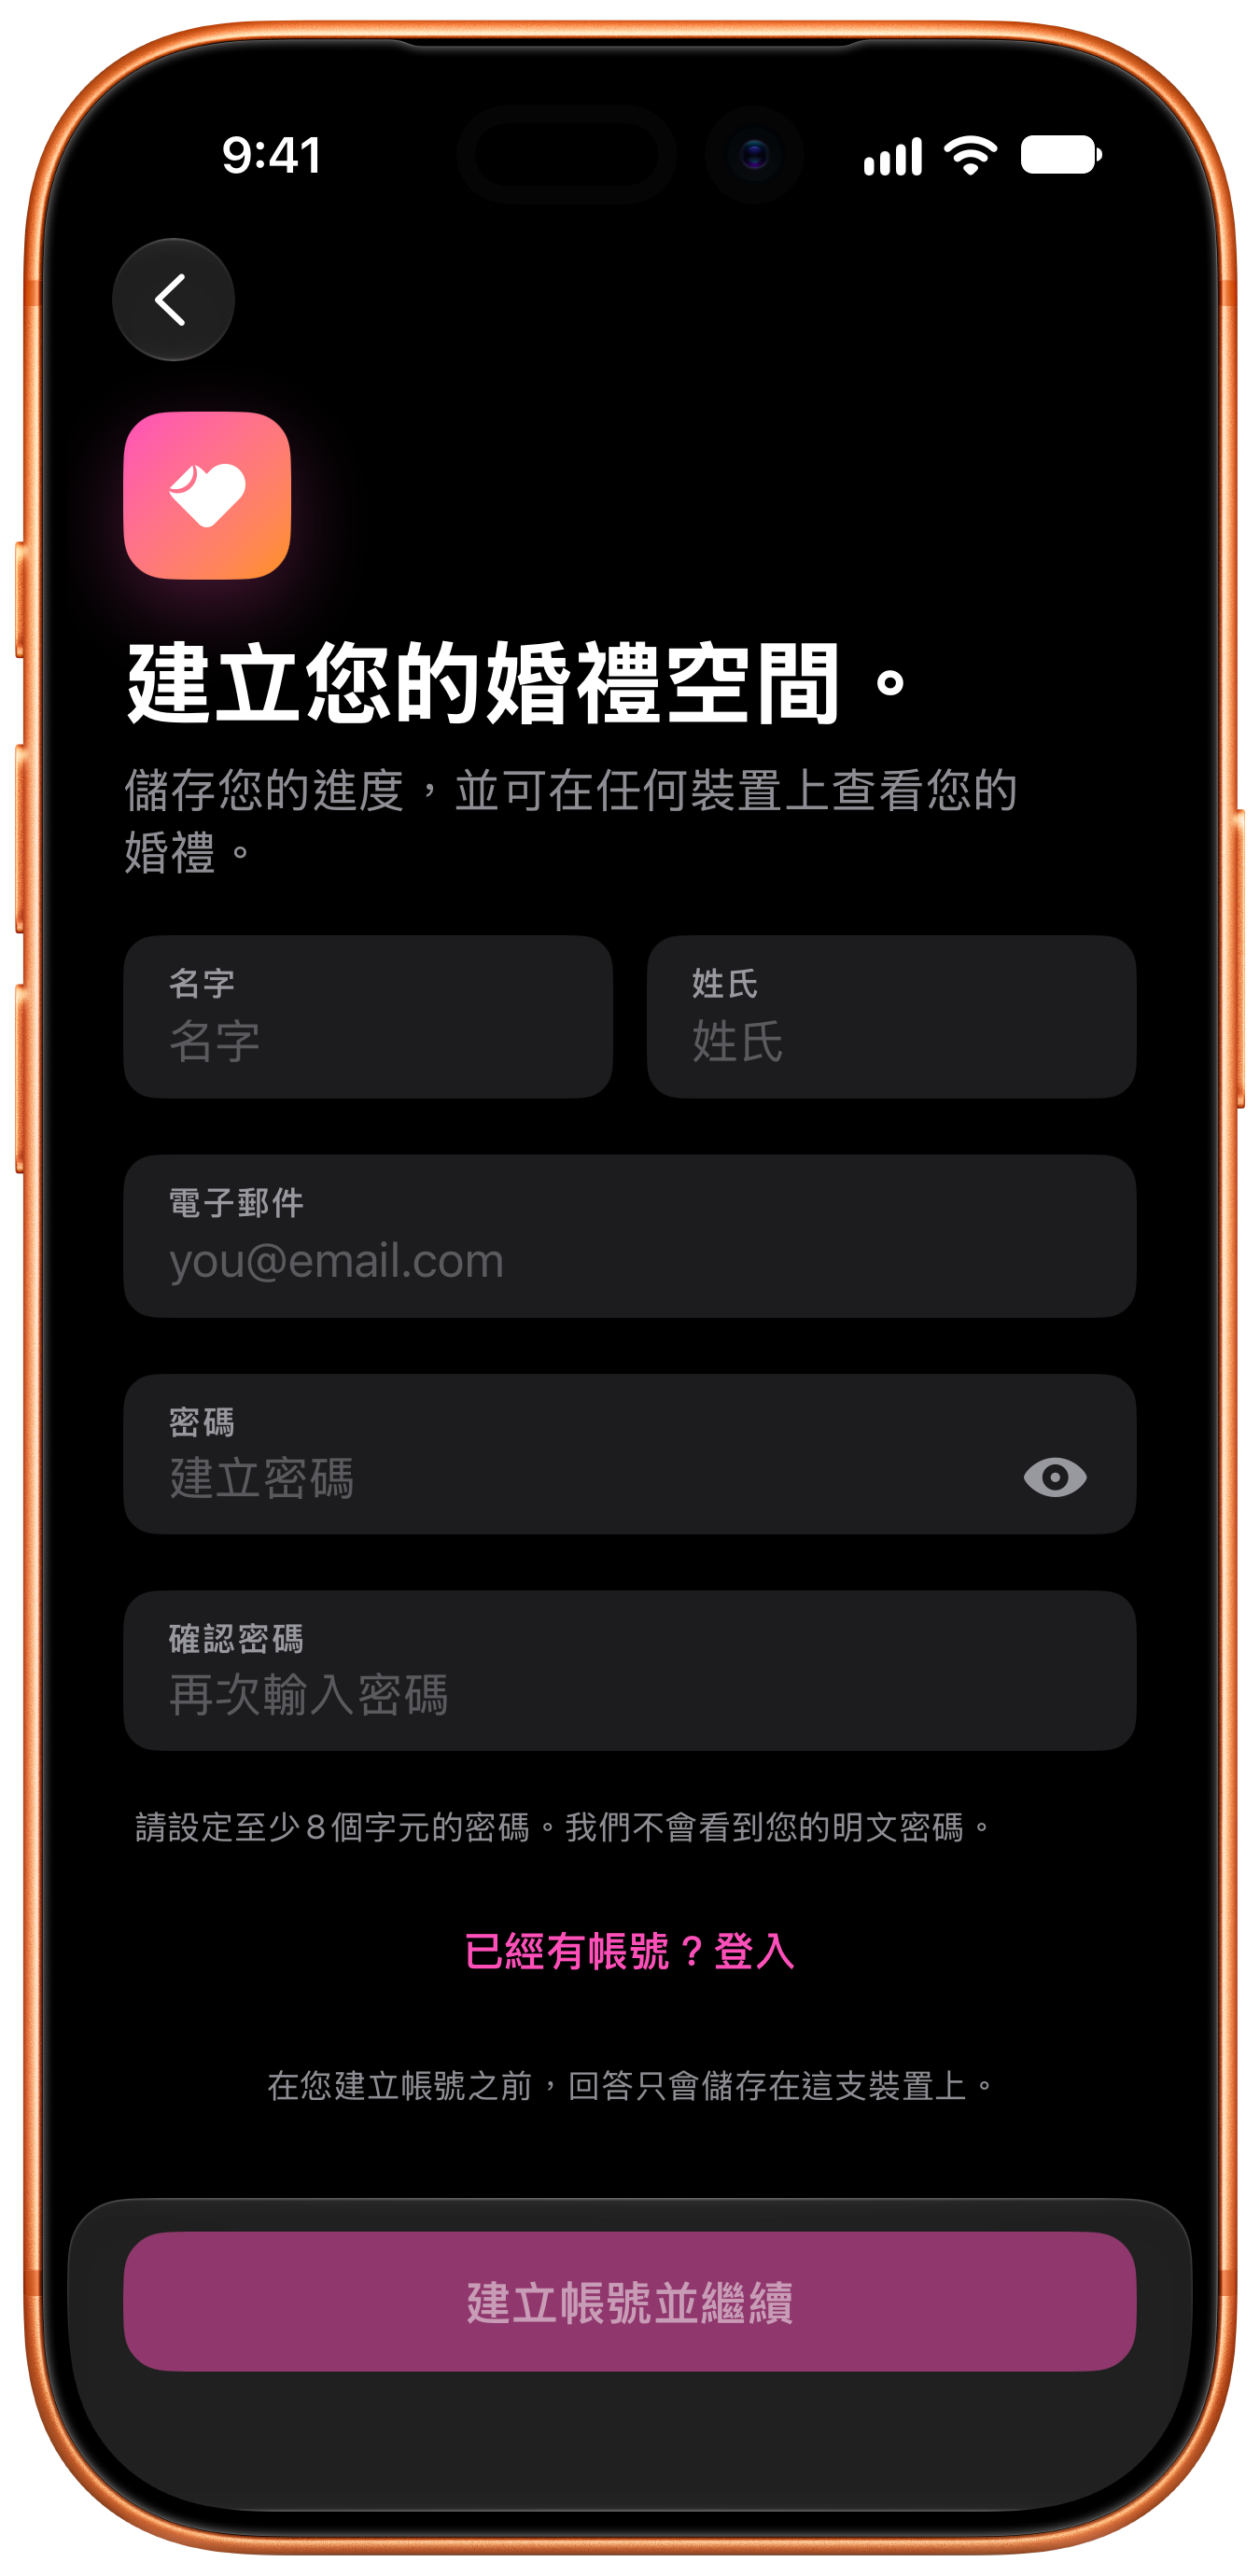 9:41
建立您的婚禮空間。
儲存您的進度，並可在任何裝置上查看您的
婚禮。
名字
名字
姓氏
姓氏
電子郵件
you@email.com
密碼
建立密碼
確認密碼
再次輸入密碼
請設定至少8個字元的密碼。我們不會看到您的明文密碼。
已經有帳號？登入
在您建立帳號之前，回答只會儲存在這支裝置上。
建立帳號並繼續